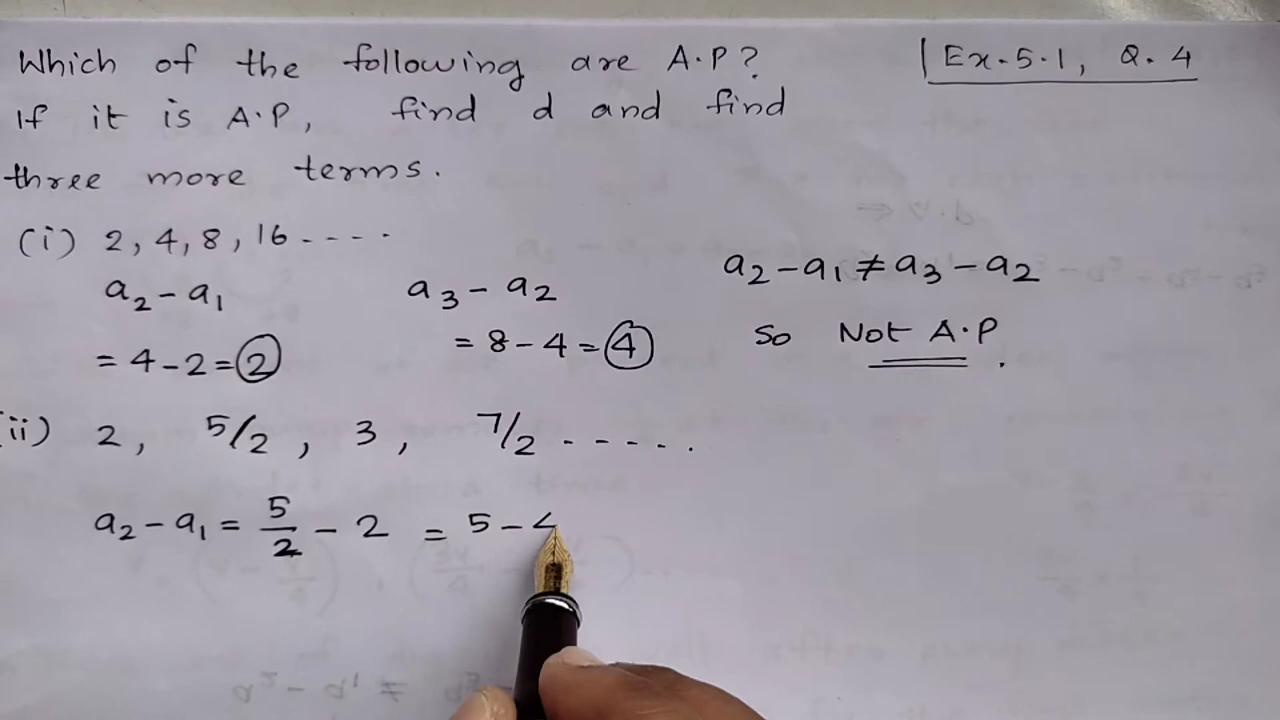 Which of the following are A.P? Ex.5.1, Q.4
If it is A.P, find d and find
three more terms.
(i) 2, 4, 8, 16 ....
a₂ - a₁ a₃ - a₂ a₂ - a₁ ≠ a₃ - a₂
= 4 - 2 = 2 = 8 - 4 = 4 So Not A.P.
ii) 2, 5/2, 3, 7/2 .....
a₂ - a₁ = 5/2 - 2 = 5 - 4